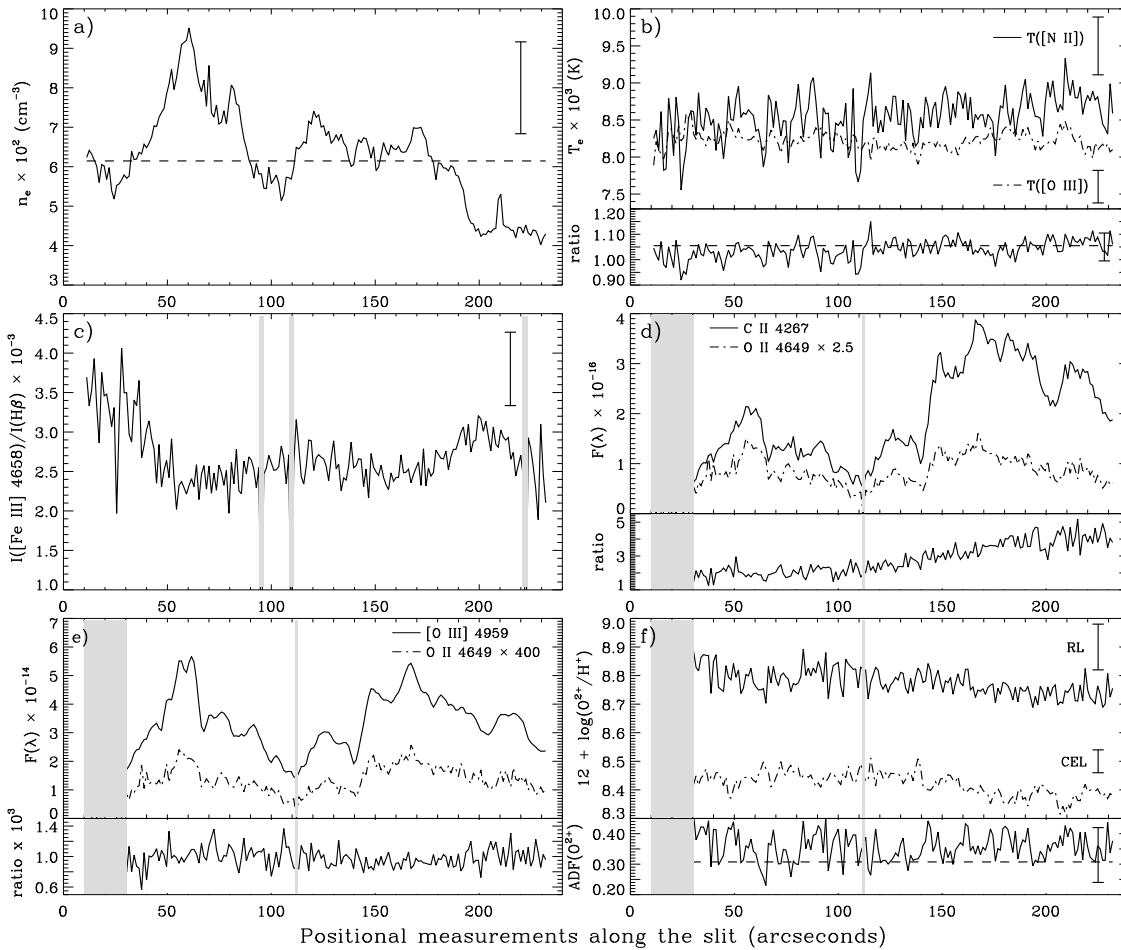 a)
n_e × 10^2 (cm^-3)
10
9
8
7
6
5
4
3
0 50 100 150 200
b)
T_e × 10^3 (K)
10.0
9.5
9.0
8.5
8.0
7.5
T([N II])
T([O III])
ratio
1.20
1.10
1.00
0.90
0 50 100 150 200
c)
I([Fe III] 4658)/I(Hβ) × 10^-3
4.5
4.0
3.5
3.0
2.5
2.0
1.5
1.0
0 50 100 150 200
d)
F(λ) × 10^-16
4
3
2
1
0
C II 4267
O II 4649 × 2.5
ratio
5
3
1
0 50 100 150 200
e)
F(λ) × 10^-14
7
6
5
4
3
2
1
0
[O III] 4959
O II 4649 × 400
ratio x 10^3
1.4
1.0
0.6
0 50 100 150 200
f)
12 + log(O^2+/H^+)
9.0
8.9
8.8
8.7
8.6
8.5
8.4
8.3
RL
CEL
ADF(O^2+)
0.40
0.30
0.20
0 50 100 150 200
Positional measurements along the slit (arcseconds)